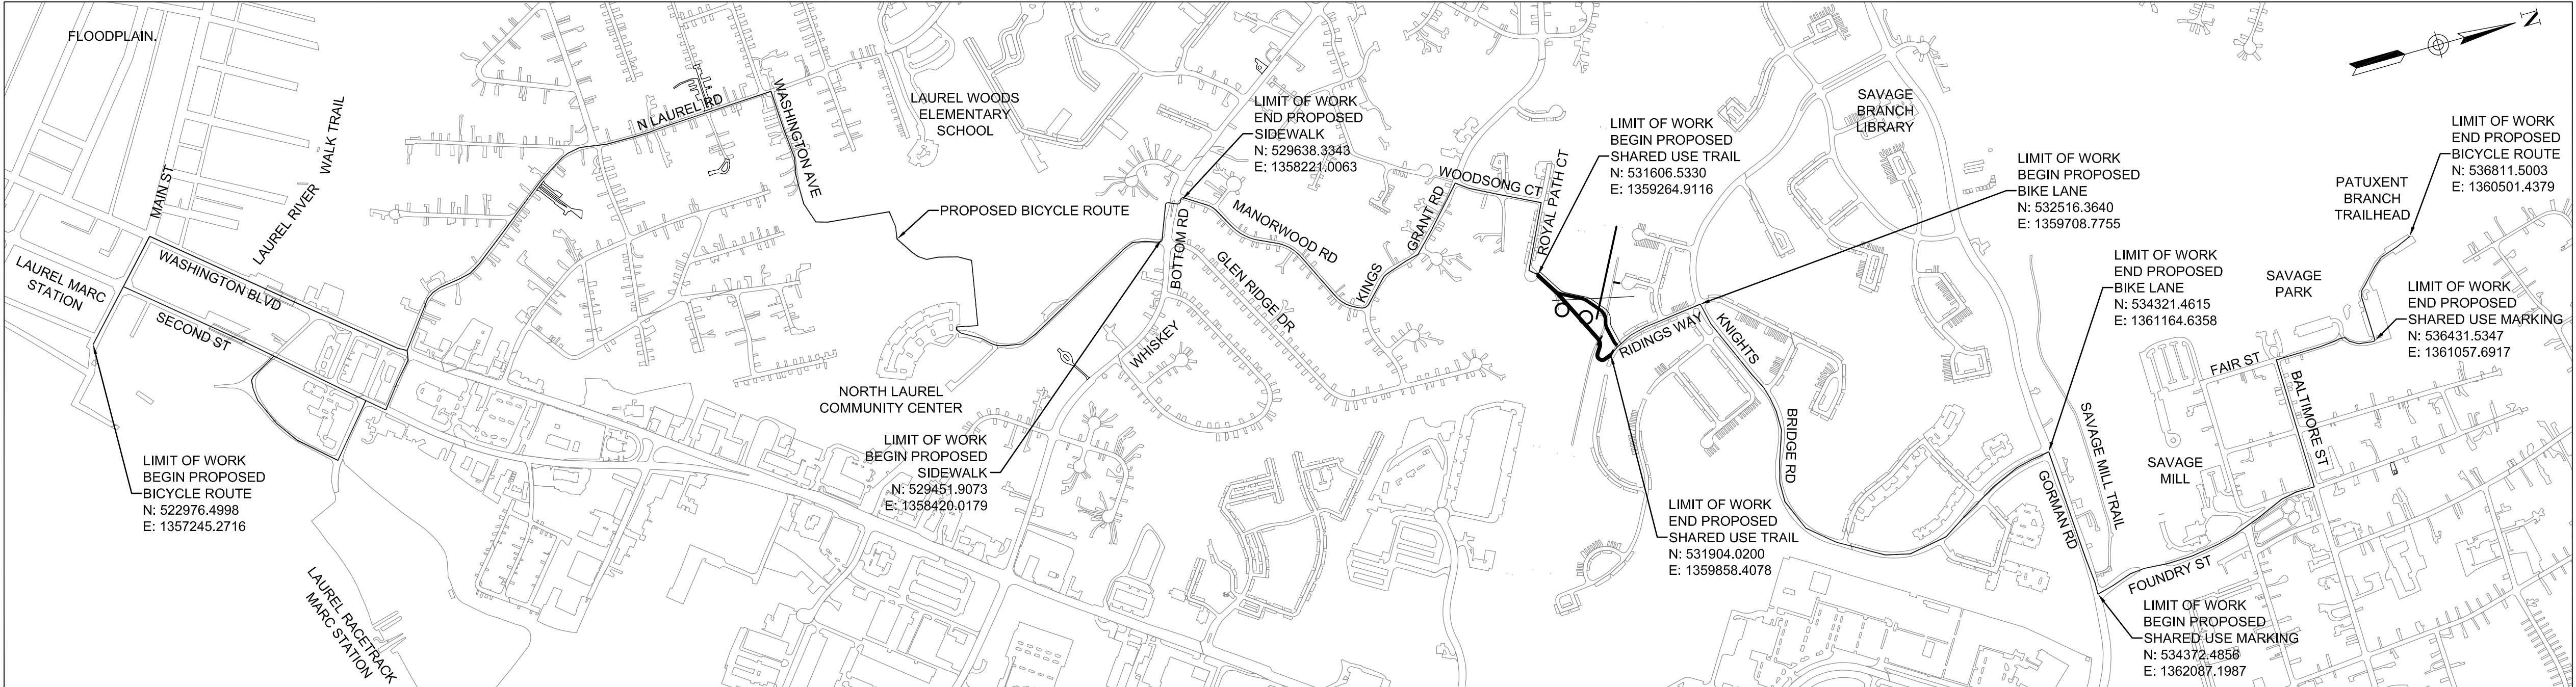 FLOODPLAIN.
MAIN ST
LAUREL RIVER WALK TRAIL
LAUREL MARC
STATION
WASHINGTON BLVD
SECOND ST
LIMIT OF WORK
BEGIN PROPOSED
BICYCLE ROUTE
N: 522976.4998
E: 1357245.2716
LAUREL RACETRACK
MARC STATION
N LAUREL RD
WASHINGTON AVE
LAUREL WOODS
ELEMENTARY
SCHOOL
PROPOSED BICYCLE ROUTE
NORTH LAUREL
COMMUNITY CENTER
LIMIT OF WORK
BEGIN PROPOSED
SIDEWALK
N: 529451.9073
E: 1358420.0179
LIMIT OF WORK
END PROPOSED
SIDEWALK
N: 529638.3343
E: 1358221.0063
WHISKEY
BOTTOM RD
MANORWOOD RD
GLEN RIDGE DR
KINGS
GRANT RD
WOODSONG CT
ROYAL PATH CT
LIMIT OF WORK
BEGIN PROPOSED
SHARED USE TRAIL
N: 531606.5330
E: 1359264.9116
RIDINGS WAY
LIMIT OF WORK
END PROPOSED
SHARED USE TRAIL
N: 531904.0200
E: 1359858.4078
KNIGHTS
BRIDGE RD
SAVAGE
BRANCH
LIBRARY
LIMIT OF WORK
BEGIN PROPOSED
BIKE LANE
N: 532516.3640
E: 1359708.7755
LIMIT OF WORK
END PROPOSED
BIKE LANE
N: 534321.4615
E: 1361164.6358
GORMAN RD
SAVAGE MILL TRAIL
FOUNDRY ST
LIMIT OF WORK
BEGIN PROPOSED
SHARED USE MARKING
N: 534372.4856
E: 1362087.1987
SAVAGE
MILL
FAIR ST
BALTIMORE ST
SAVAGE
PARK
PATUXENT
BRANCH
TRAILHEAD
LIMIT OF WORK
END PROPOSED
BICYCLE ROUTE
N: 536811.5003
E: 1360501.4379
LIMIT OF WORK
END PROPOSED
SHARED USE MARKING
N: 536431.5347
E: 1361057.6917
N